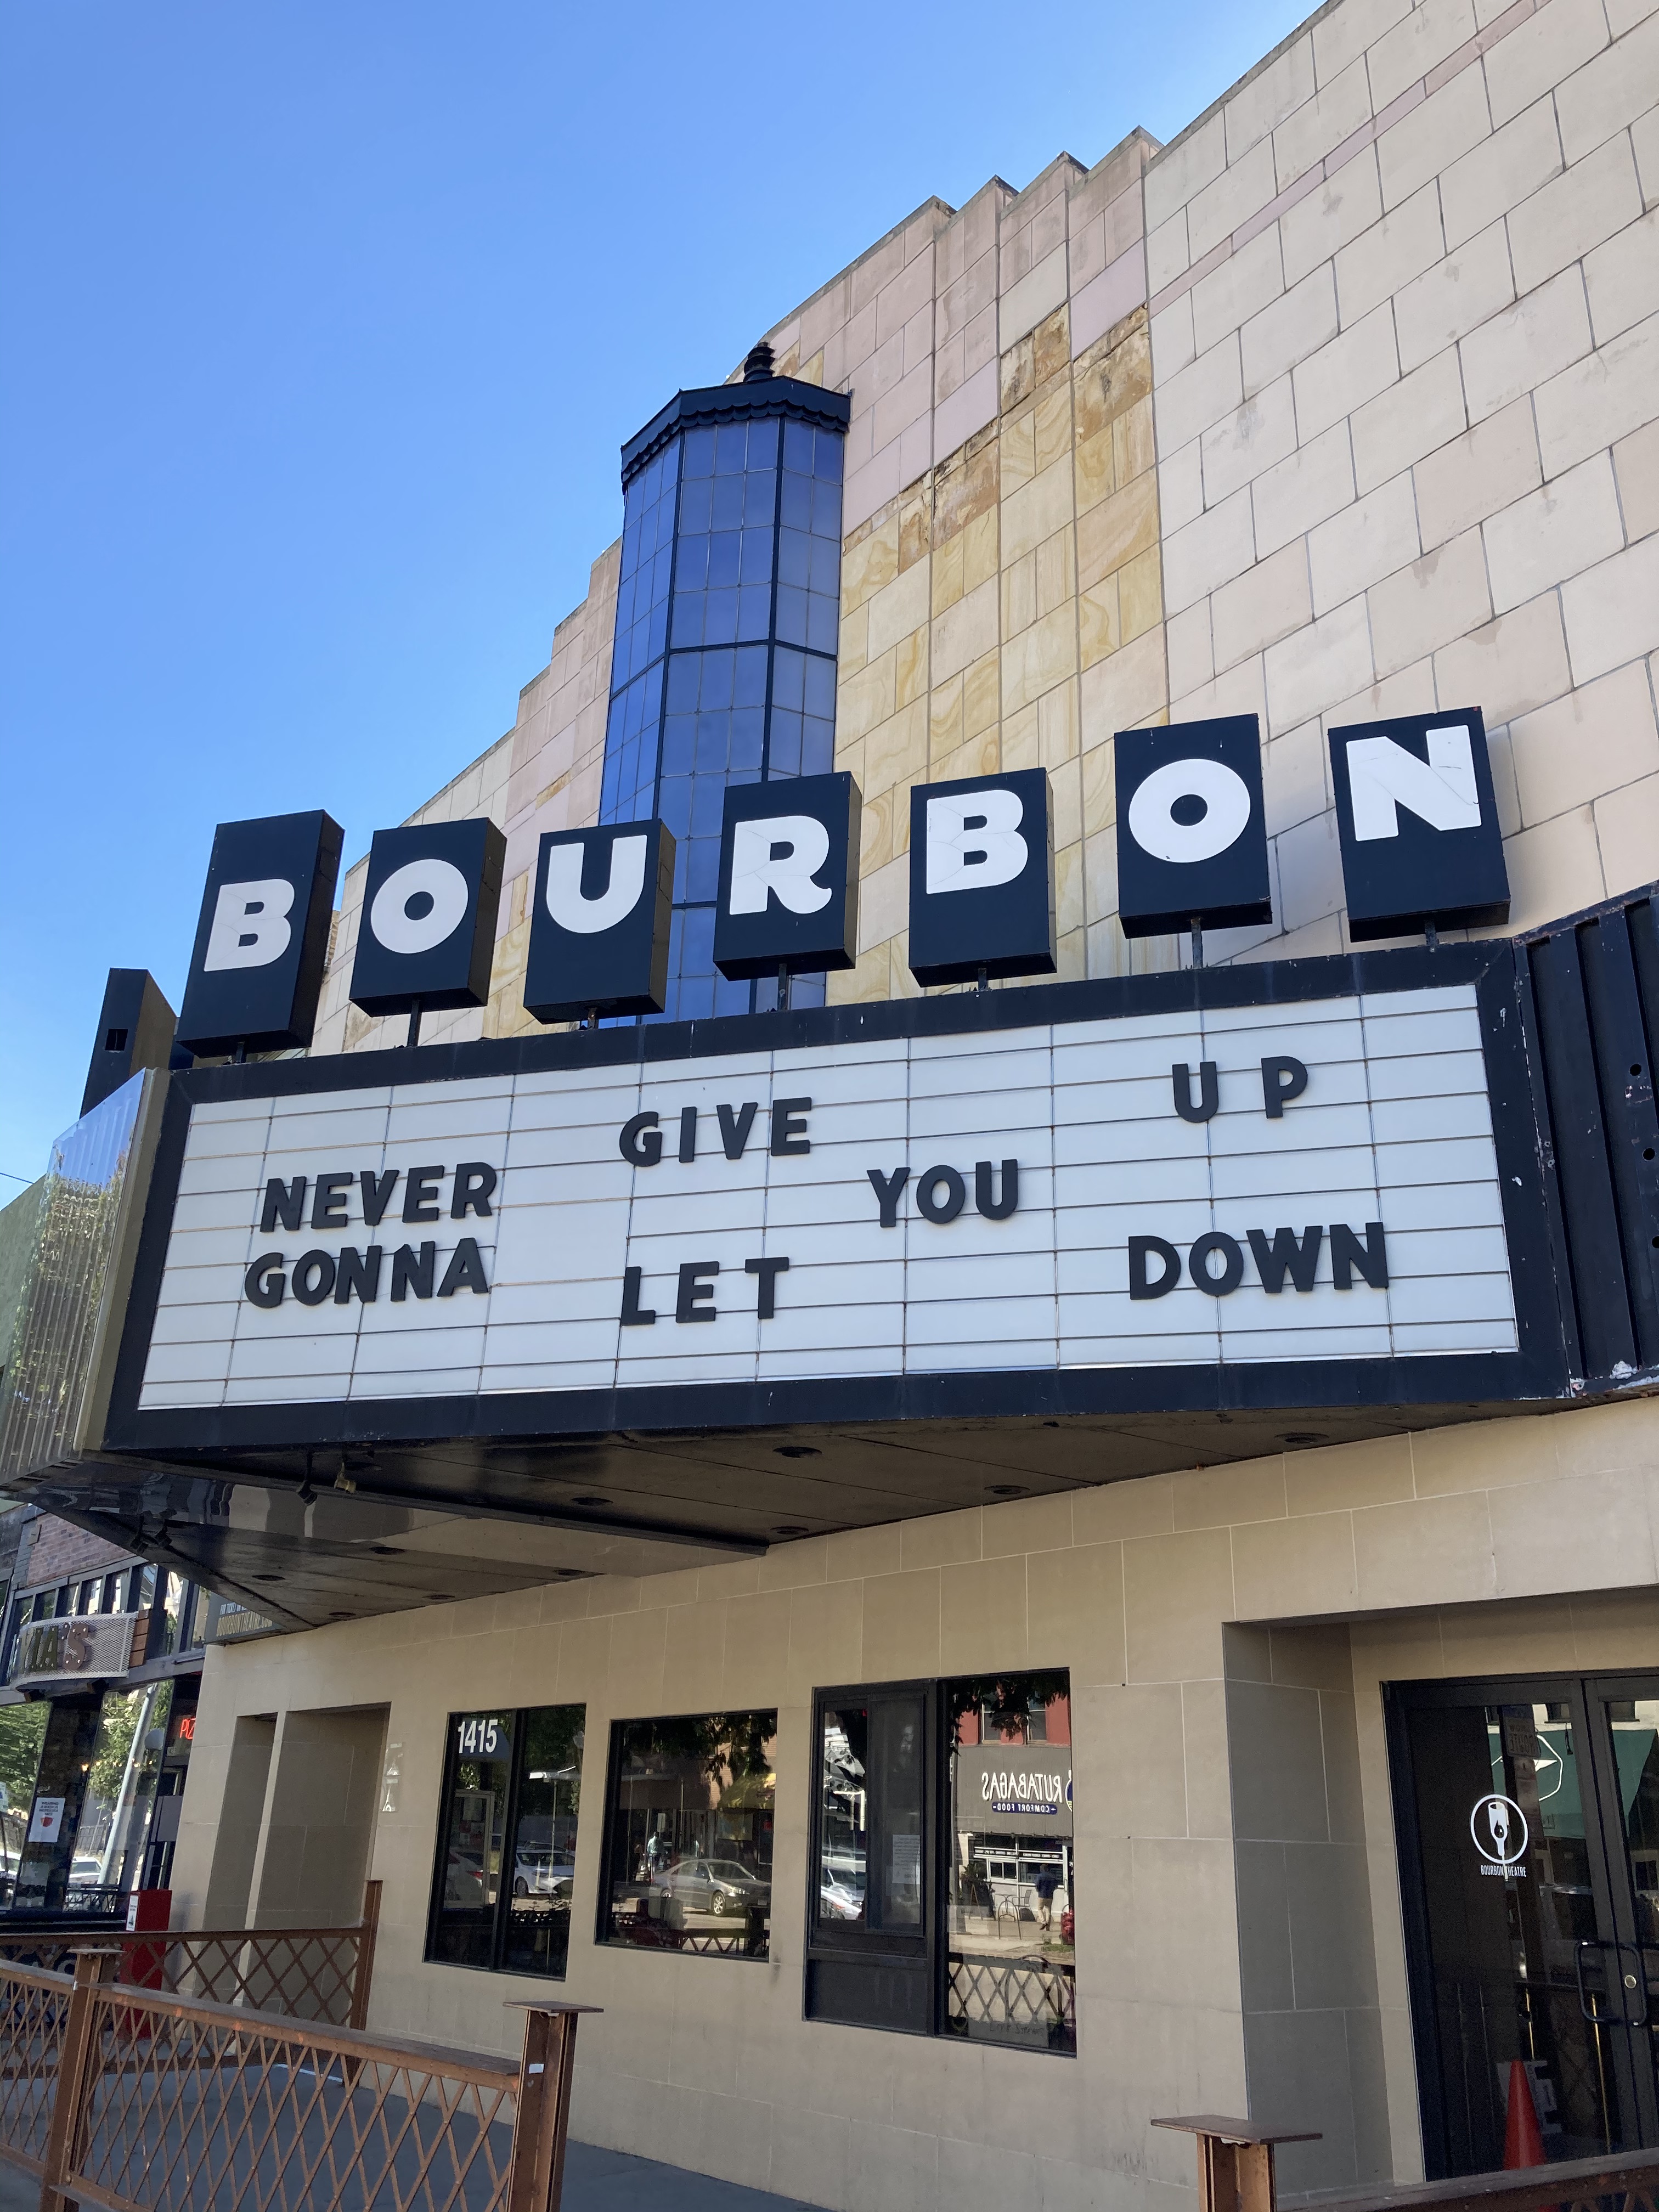 BOURBON
GIVE UP
NEVER YOU
GONNA LET DOWN
1415
RUTABAGAS
COMFORT FOOD
BOURBON THEATRE